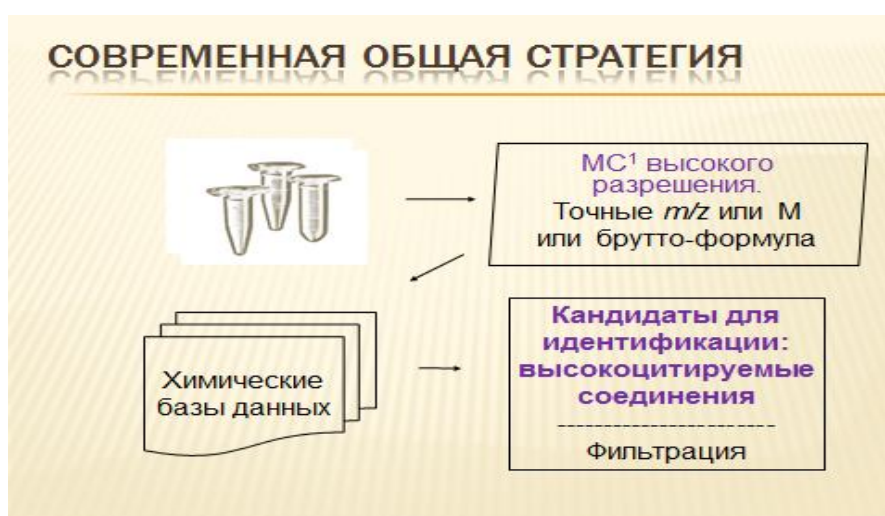 СОВРЕМЕННАЯ ОБЩАЯ СТРАТЕГИЯ
МС¹ высокого
разрешения.
Точные m/z или М
или брутто-формула
Химические
базы данных
Кандидаты для
идентификации:
высокоцитируемые
соединения
-----------------------
Фильтрация